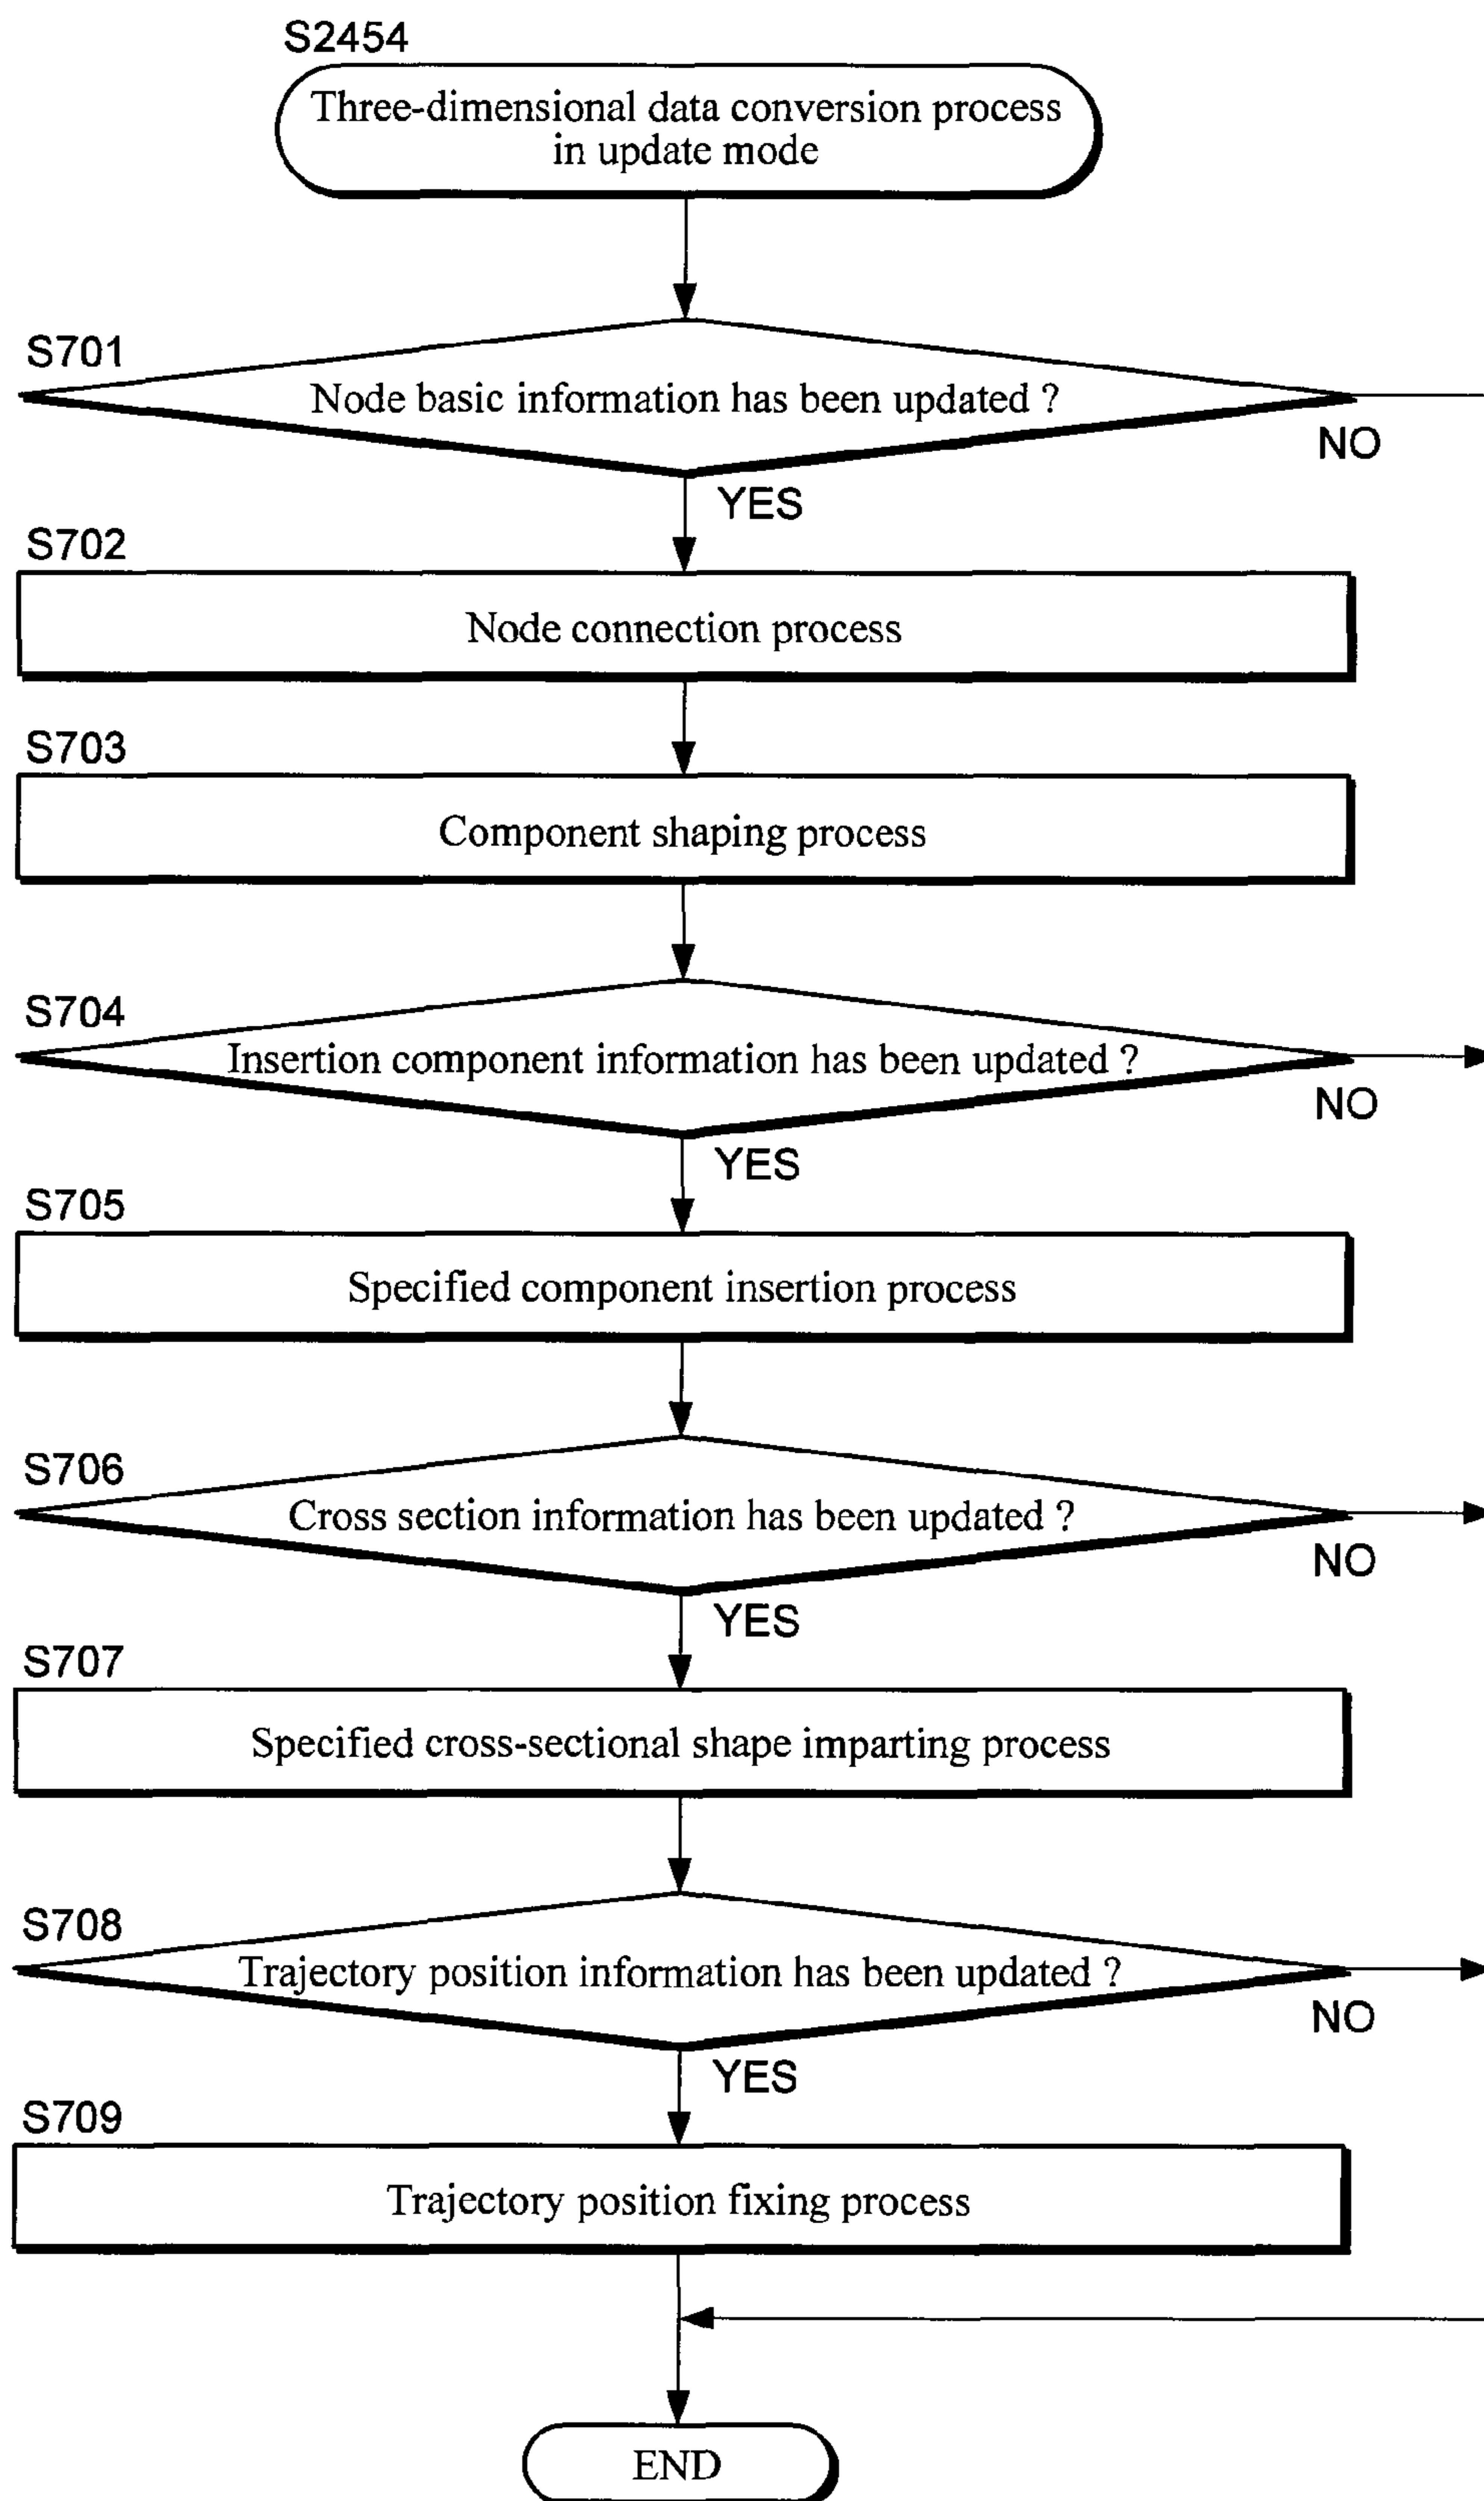 S2454
Three-dimensional data conversion process
in update mode
S701
Node basic information has been updated ?
NO
YES
S702
Node connection process
S703
Component shaping process
S704
Insertion component information has been updated ?
NO
YES
S705
Specified component insertion process
S706
Cross section information has been updated ?
NO
YES
S707
Specified cross-sectional shape imparting process
S708
Trajectory position information has been updated ?
NO
YES
S709
Trajectory position fixing process
END